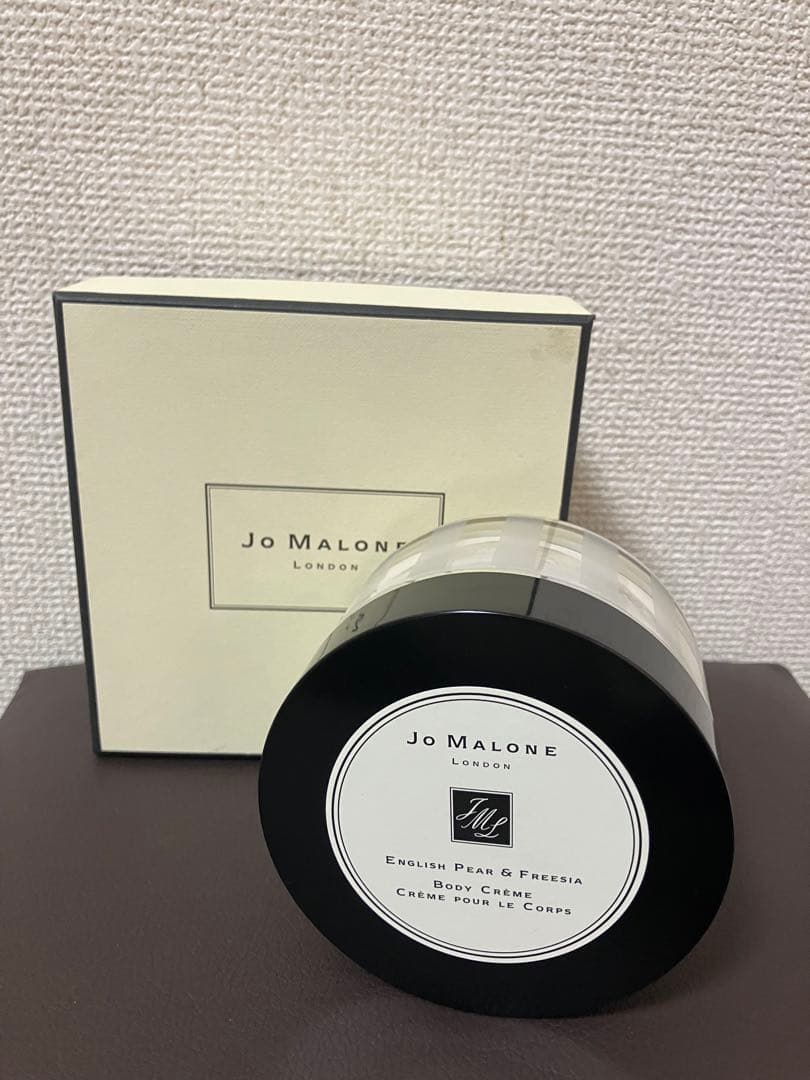 JO MALONE
LONDON
JO MALONE
LONDON
JML
ENGLISH PEAR & FREESIA
BODY CRÈME
CRÈME POUR LE CORPS